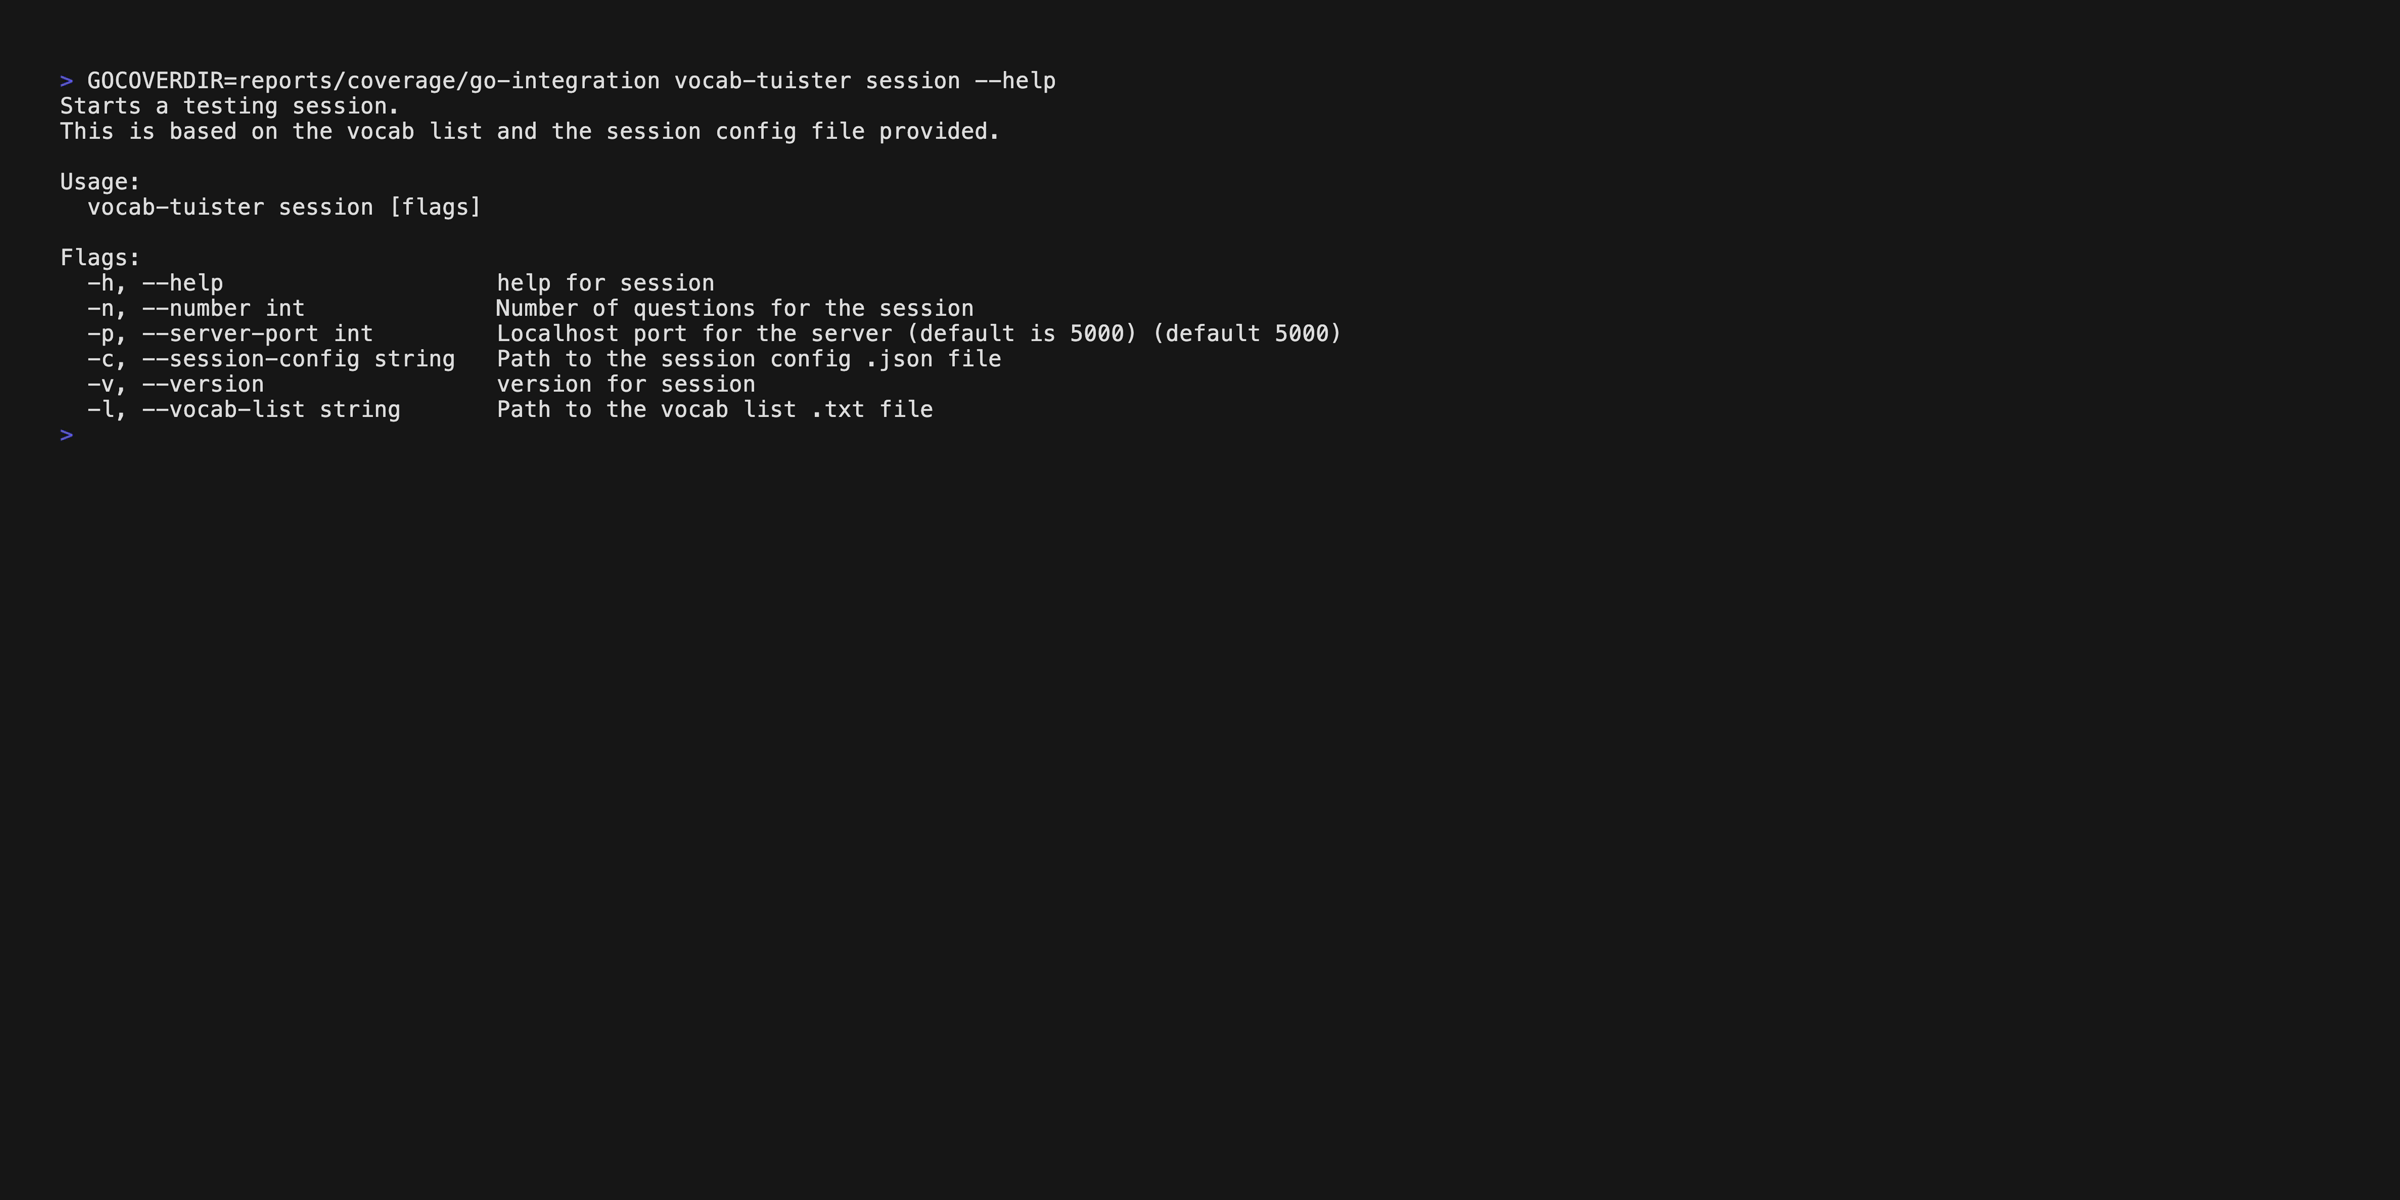 > GOCOVERDIR=reports/coverage/go-integration vocab-tuister session --help
Starts a testing session.
This is based on the vocab list and the session config file provided.

Usage:
  vocab-tuister session [flags]

Flags:
  -h, --help                    help for session
  -n, --number int              Number of questions for the session
  -p, --server-port int         Localhost port for the server (default is 5000) (default 5000)
  -c, --session-config string   Path to the session config .json file
  -v, --version                 version for session
  -l, --vocab-list string       Path to the vocab list .txt file
>